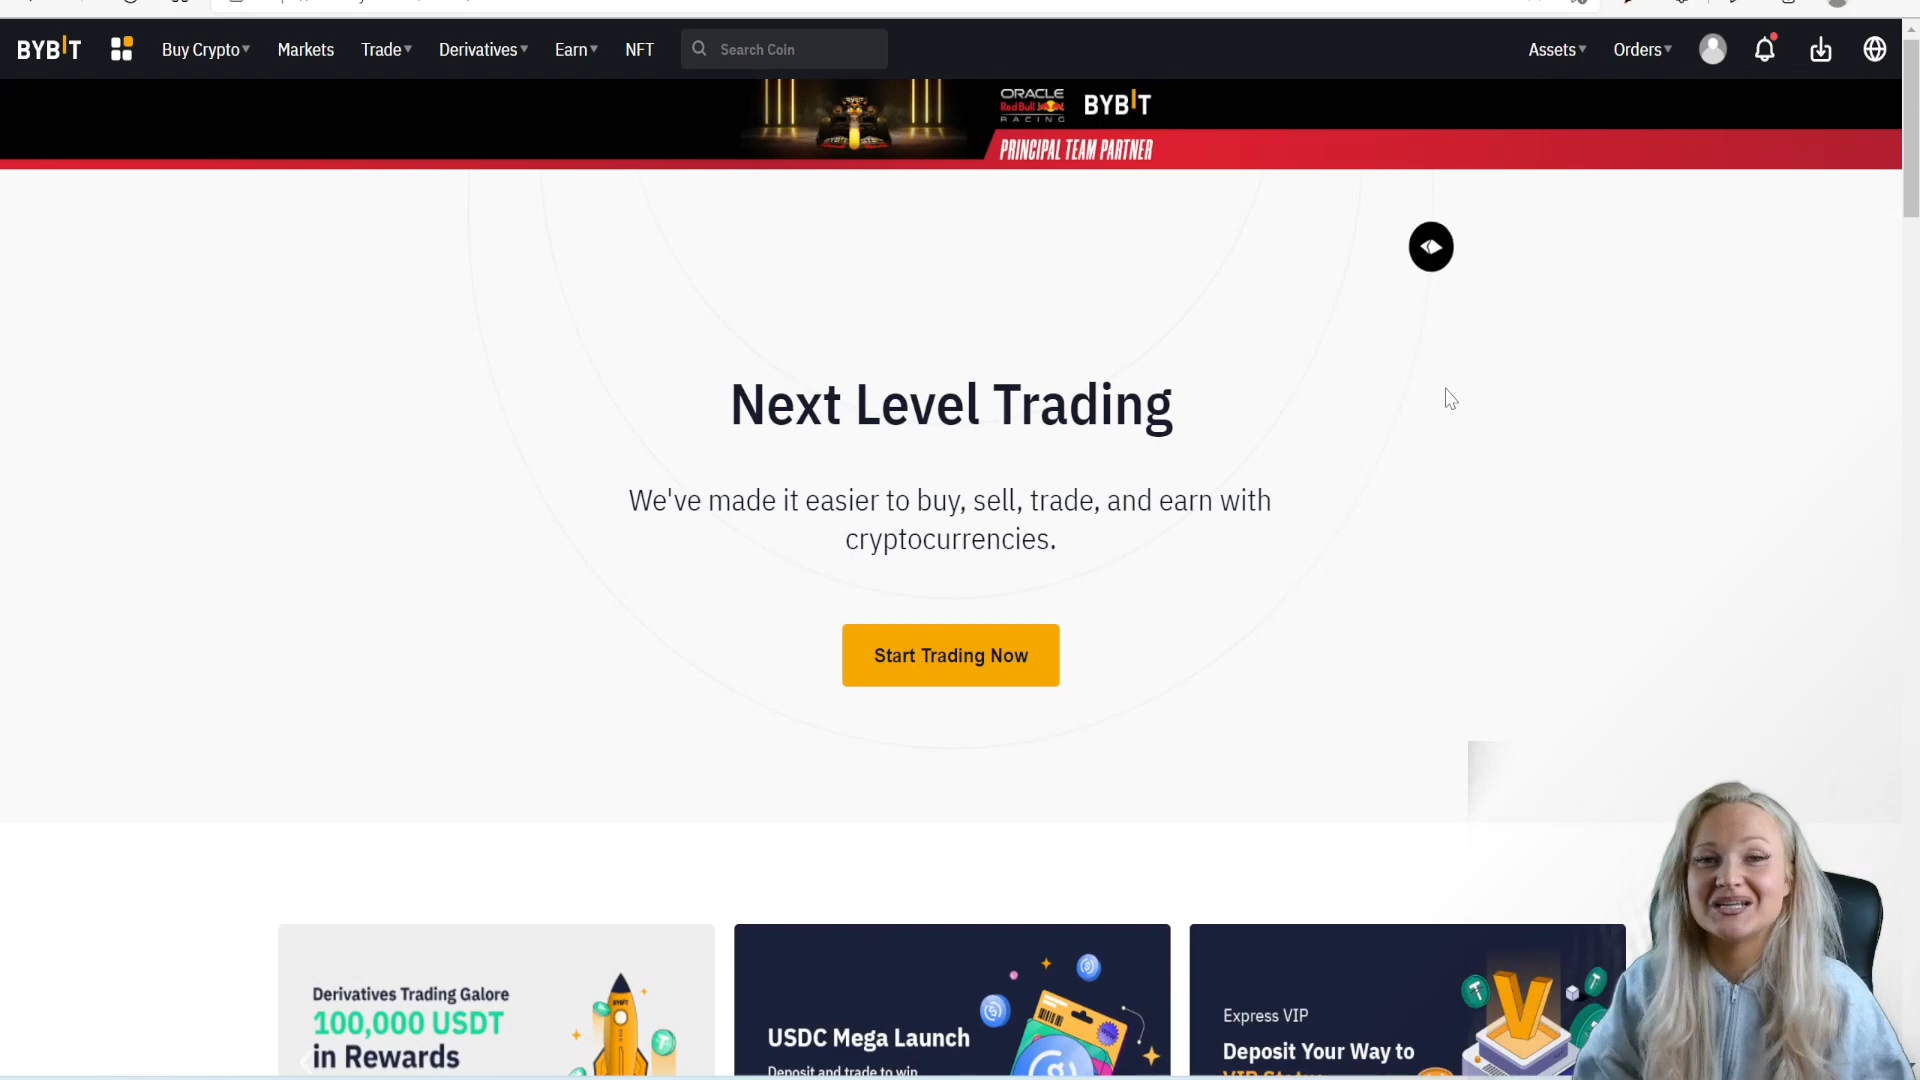 BYBIT
Buy Crypto
Markets
Trade
Derivatives
Earn
NFT
Search Coin
Assets
Orders
ORACLE
Red Bull
RACING
BYBIT
PRINCIPAL TEAM PARTNER
Next Level Trading
We've made it easier to buy, sell, trade, and earn with
cryptocurrencies.
Start Trading Now
Derivatives Trading Galore
100,000 USDT
in Rewards
BYBIT
USDC Mega Launch
Deposit and trade to win
Express VIP
Deposit Your Way to
VIP Status